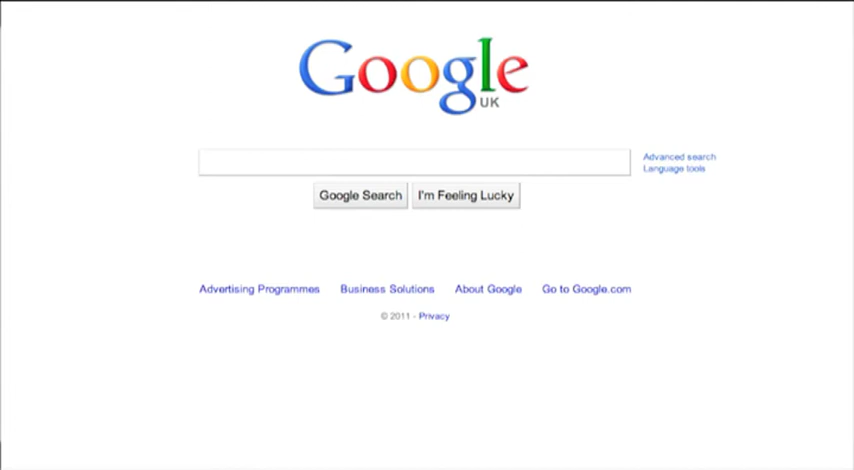 Google
UK
Advanced search
Language tools
Google Search I'm Feeling Lucky
Advertising Programmes Business Solutions About Google Go to Google.com
© 2011 - Privacy